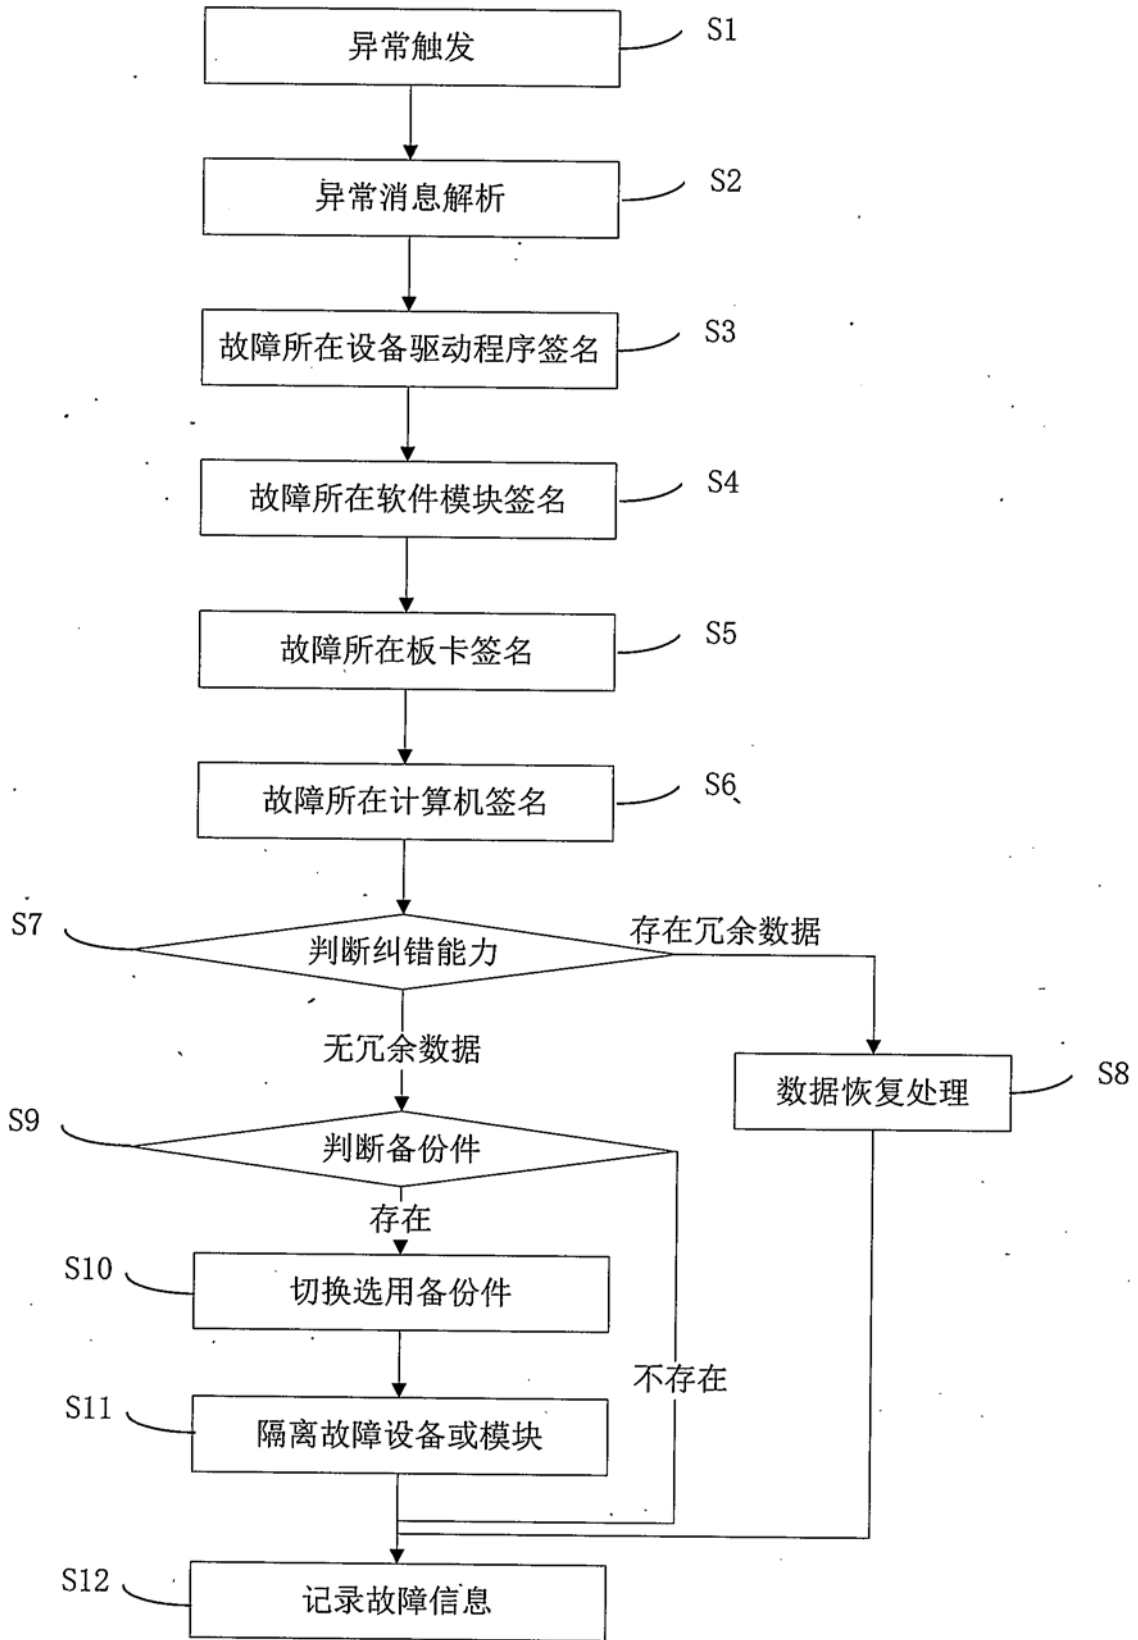 异常触发
S1
异常消息解析
S2
故障所在设备驱动程序签名
S3
故障所在软件模块签名
S4
故障所在板卡签名
S5
故障所在计算机签名
S6
S7
判断纠错能力
存在冗余数据
无冗余数据
数据恢复处理
S8
S9
判断备份件
存在
S10
切换选用备份件
不存在
S11
隔离故障设备或模块
S12
记录故障信息